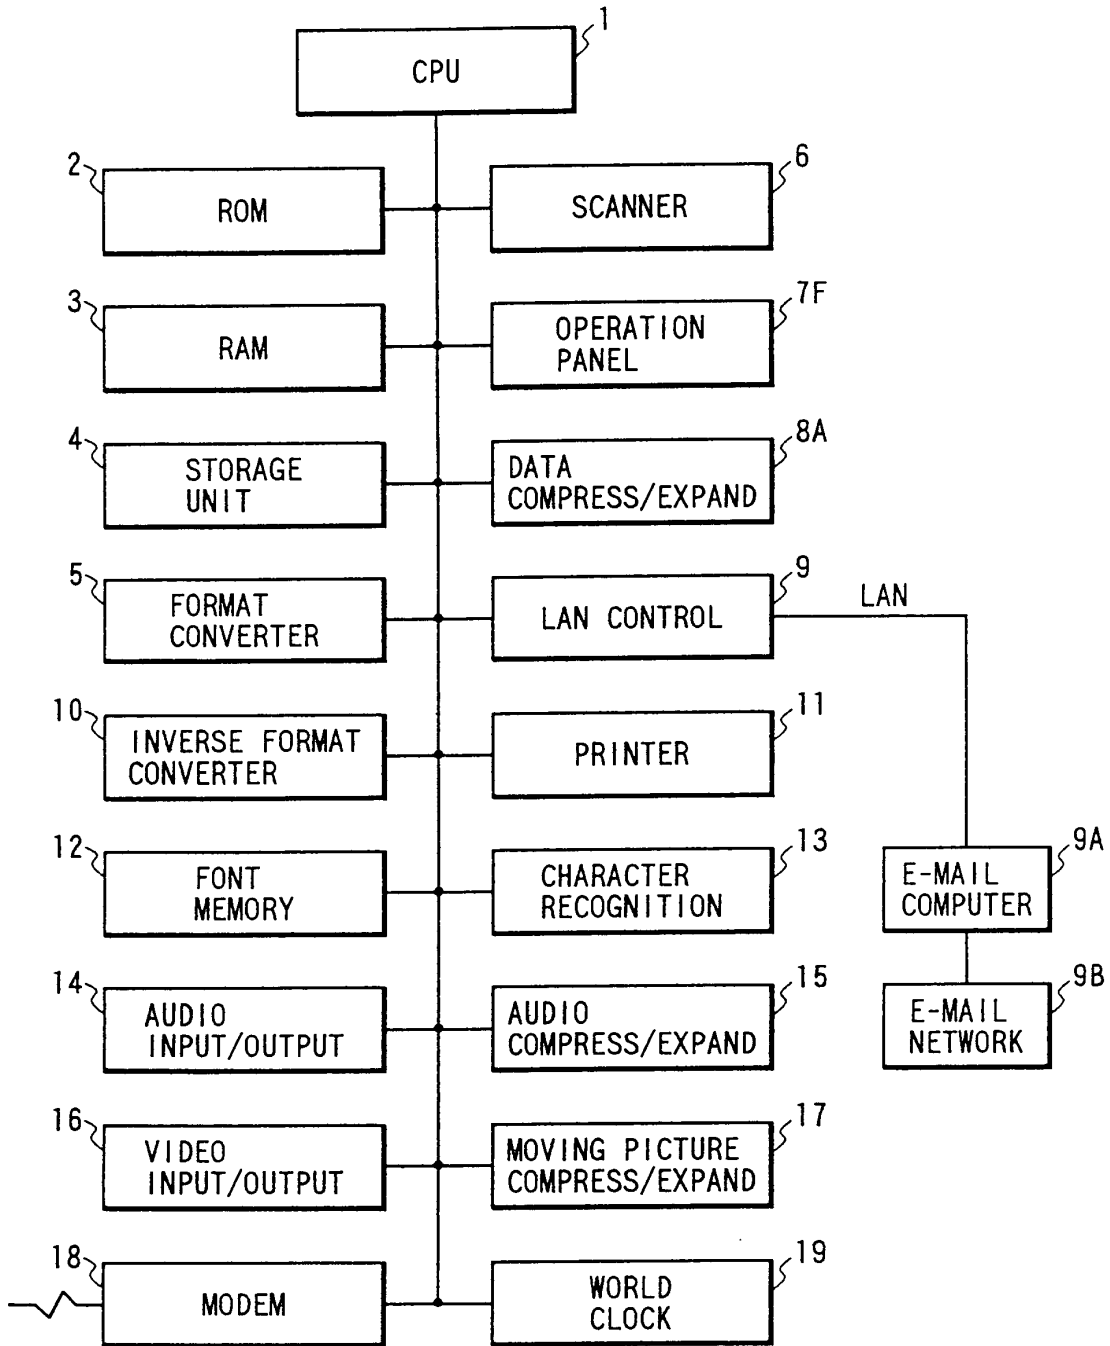 1
CPU
2
ROM
6
SCANNER
3
RAM
7F
OPERATION
PANEL
4
STORAGE
UNIT
8A
DATA
COMPRESS/EXPAND
5
FORMAT
CONVERTER
9
LAN CONTROL
LAN
10
INVERSE FORMAT
CONVERTER
11
PRINTER
12
FONT
MEMORY
13
CHARACTER
RECOGNITION
9A
E-MAIL
COMPUTER
14
AUDIO
INPUT/OUTPUT
15
AUDIO
COMPRESS/EXPAND
9B
E-MAIL
NETWORK
16
VIDEO
INPUT/OUTPUT
17
MOVING PICTURE
COMPRESS/EXPAND
18
MODEM
19
WORLD
CLOCK